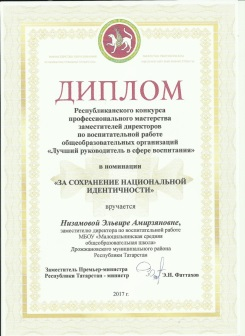 ДИПЛОМ
Республиканского конкурса
профессионального мастерства
заместителей директоров
по воспитательной работе
общеобразовательных организаций
«Лучший руководитель в сфере воспитания»
в номинации
«ЗА СОХРАНЕНИЕ НАЦИОНАЛЬНОЙ
ИДЕНТИЧНОСТИ»
вручается
Низамовой Эльвире Амирзяновне,
заместителю директора по воспитательной работе
МБОУ «Малоцильнинская средняя
общеобразовательная школа»
Дрожжановского муниципального района
Республики Татарстан
Заместитель Премьер-министра
Республики Татарстан - министр
Э.Н. Фаттахов
2017 г.